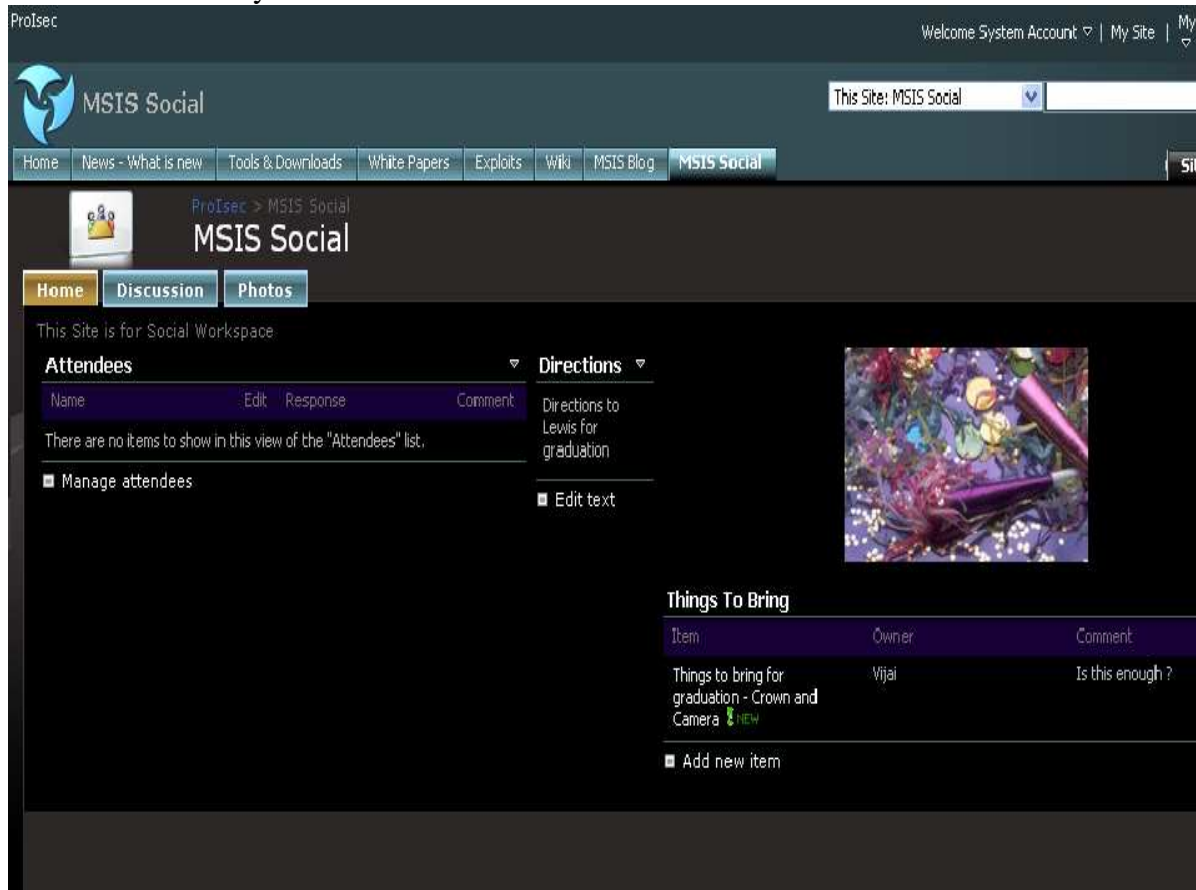 ProIsec
Welcome System Account | My Site | My
MSIS Social
This Site: MSIS Social
Home News - What is new Tools & Downloads White Papers Exploits Wiki MSIS Blog MSIS Social
ProIsec > MSIS Social
MSIS Social
Home Discussion Photos
This Site is for Social Workspace
Attendees
Name Edit Response Comment
There are no items to show in this view of the "Attendees" list.
Manage attendees
Directions
Directions to
Lewis for
graduation
Edit text
Things To Bring
Item Owner Comment
Things to bring for Vijai Is this enough ?
graduation - Crown and
Camera NEW
Add new item